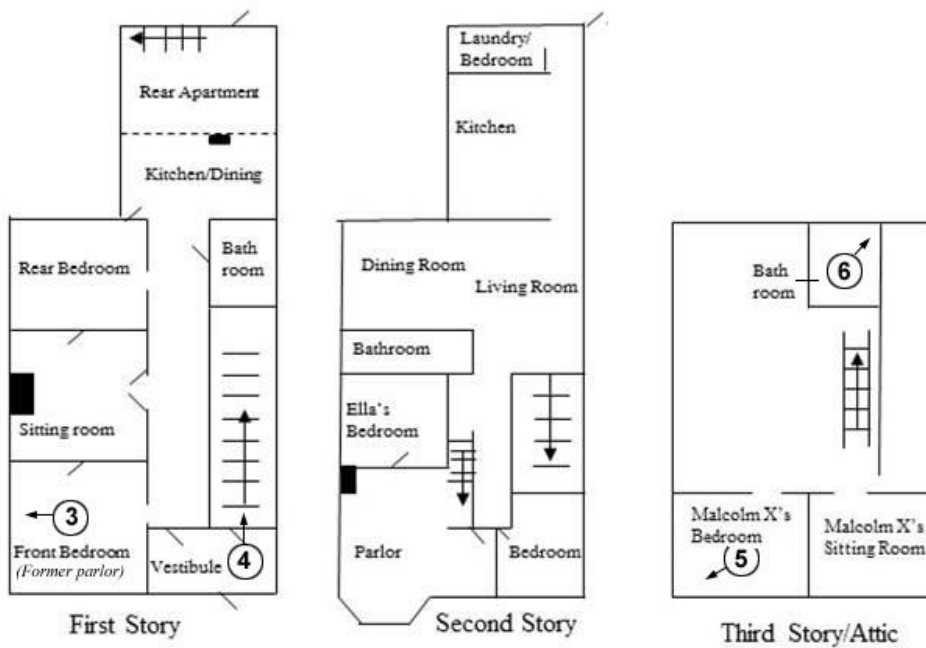 Rear Apartment
Kitchen/Dining
Rear Bedroom
Bath
room
Sitting room
3
Front Bedroom
(Former parlor)
Vestibule
4
First Story
Laundry/
Bedroom
Kitchen
Dining Room
Living Room
Bathroom
Ella's
Bedroom
Parlor
Bedroom
Second Story
Bath
room
6
Malcolm X's
Bedroom
5
Malcolm X's
Sitting Room
Third Story/Attic